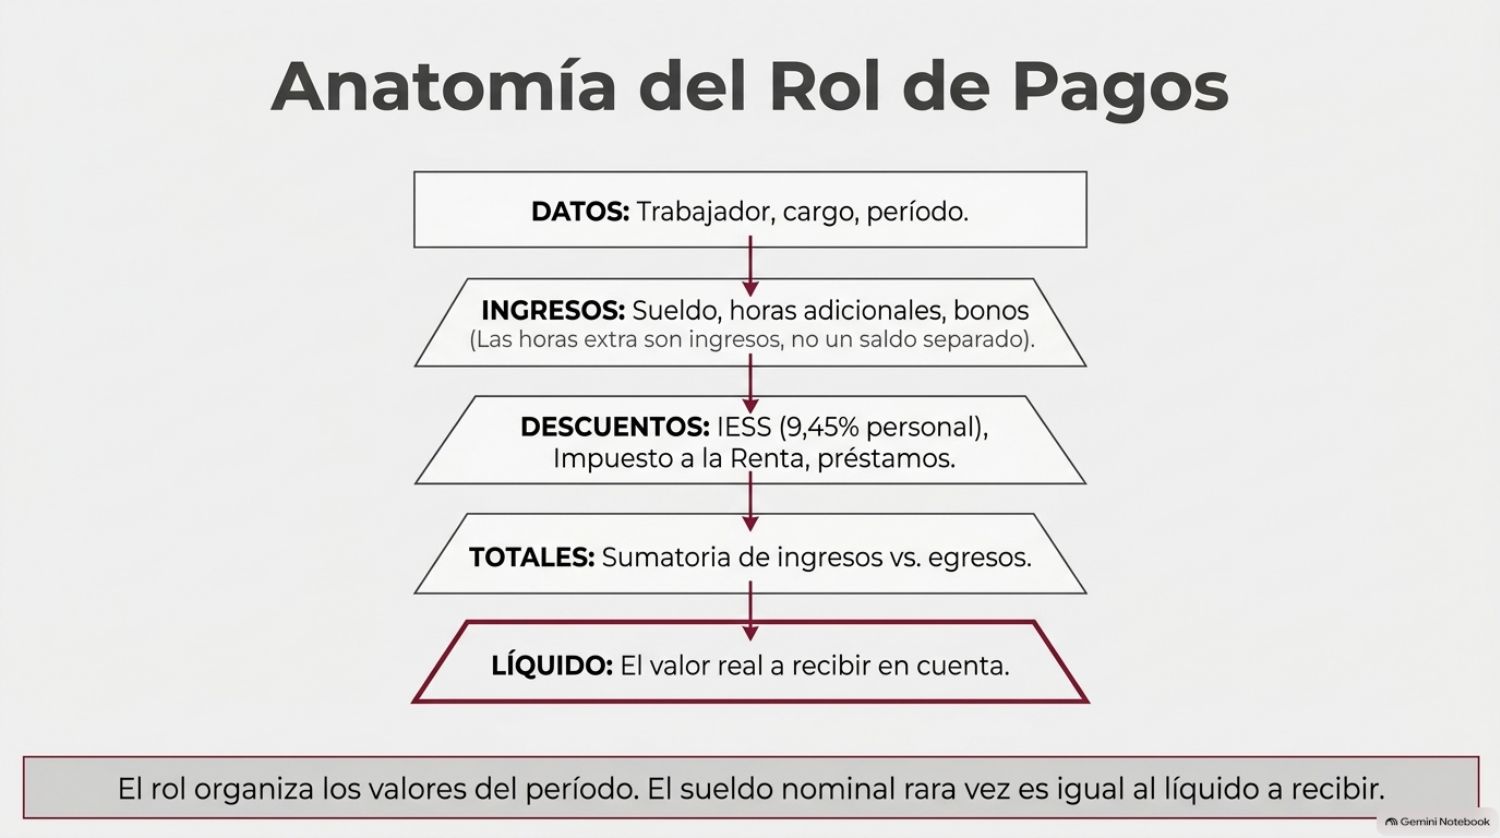 Anatomía del Rol de Pagos
DATOS: Trabajador, cargo, período.
INGRESOS: Sueldo, horas adicionales, bonos
(Las horas extra son ingresos, no un saldo separado).
DESCUENTOS: IESS (9,45% personal),
Impuesto a la Renta, préstamos.
TOTALES: Sumatoria de ingresos vs. egresos.
LÍQUIDO: El valor real a recibir en cuenta.
El rol organiza los valores del período. El sueldo nominal rara vez es igual al líquido a recibir.
Gemini Notebook